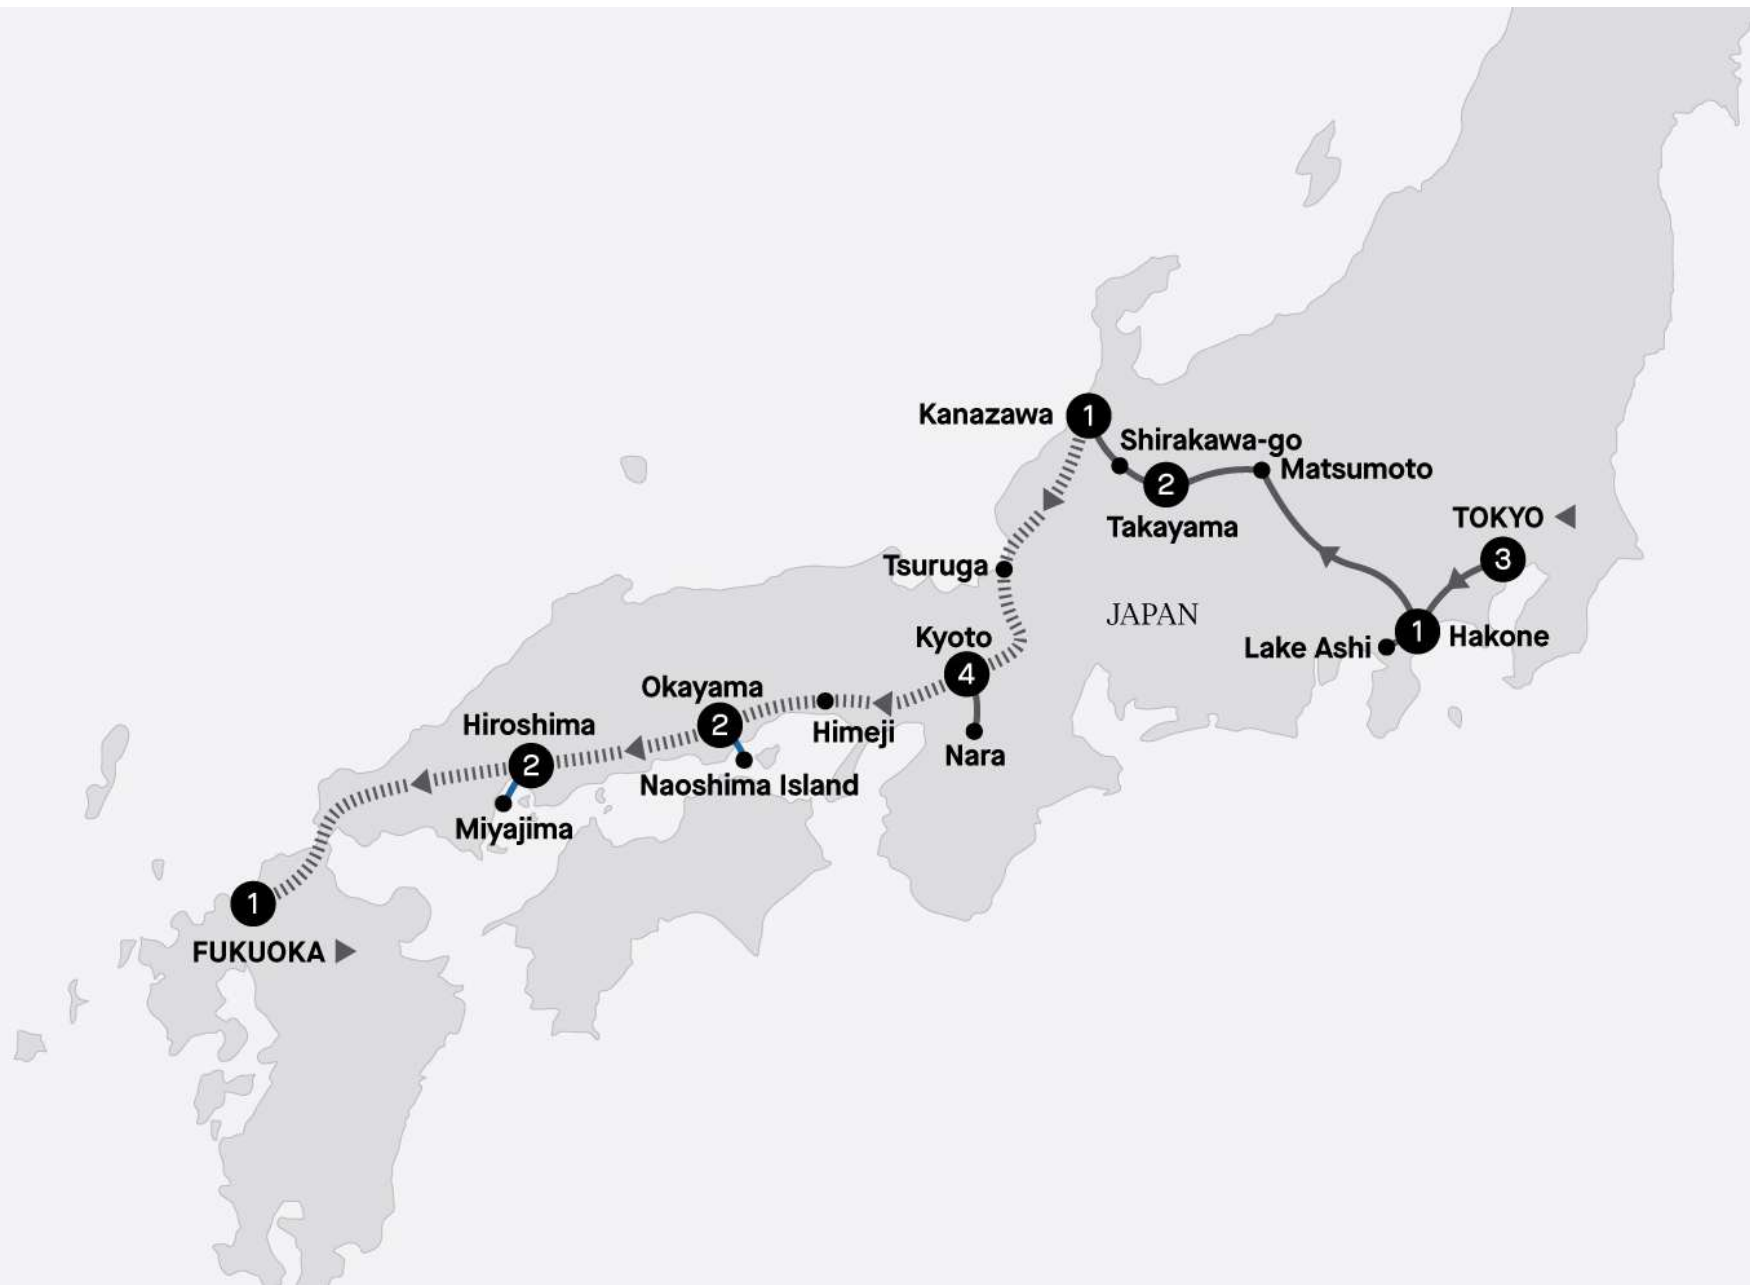 Kanazawa
1
Shirakawa-go
Matsumoto
2
Takayama
TOKYO
3
Tsuruga
JAPAN
Kyoto
4
Lake Ashi
1
Hakone
Okayama
2
Himeji
Nara
Hiroshima
2
Naoshima Island
Miyajima
1
FUKUOKA